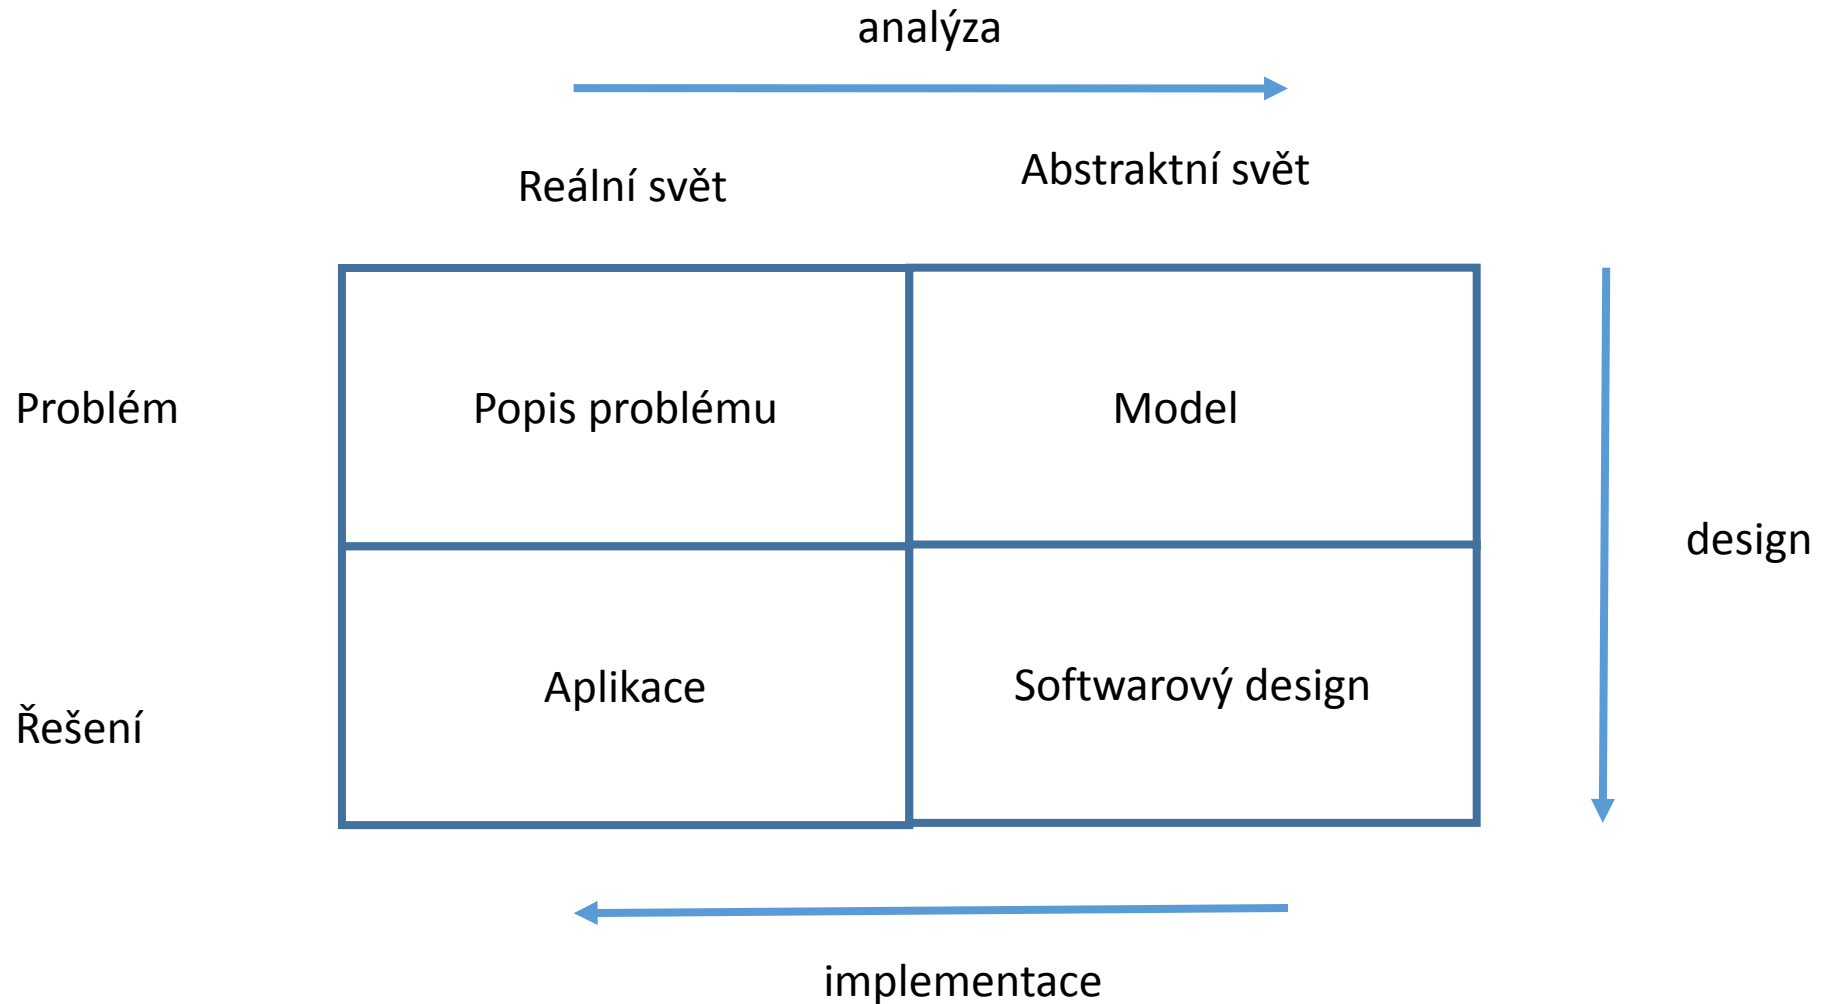 analýza
Reální svět
Abstraktní svět
Problém
Popis problému
Model
design
Řešení
Aplikace
Softwarový design
implementace